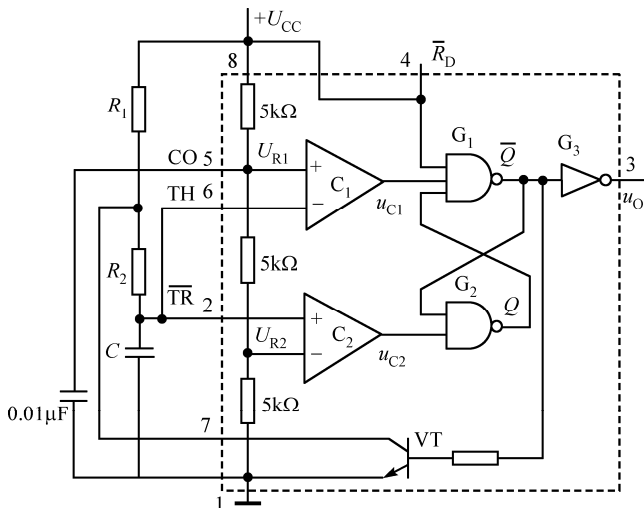 +U_CC
8
4
R̅_D
R_1
5kΩ
G_1
Q̅
G_3
3
CO 5
U_R1
+
C_1
TH 6
−
u_C1
u_O
R_2
5kΩ
G_2
T̅R̅
2
+
Q
C
U_R2
−
C_2
u_C2
0.01μF
5kΩ
7
VT
1